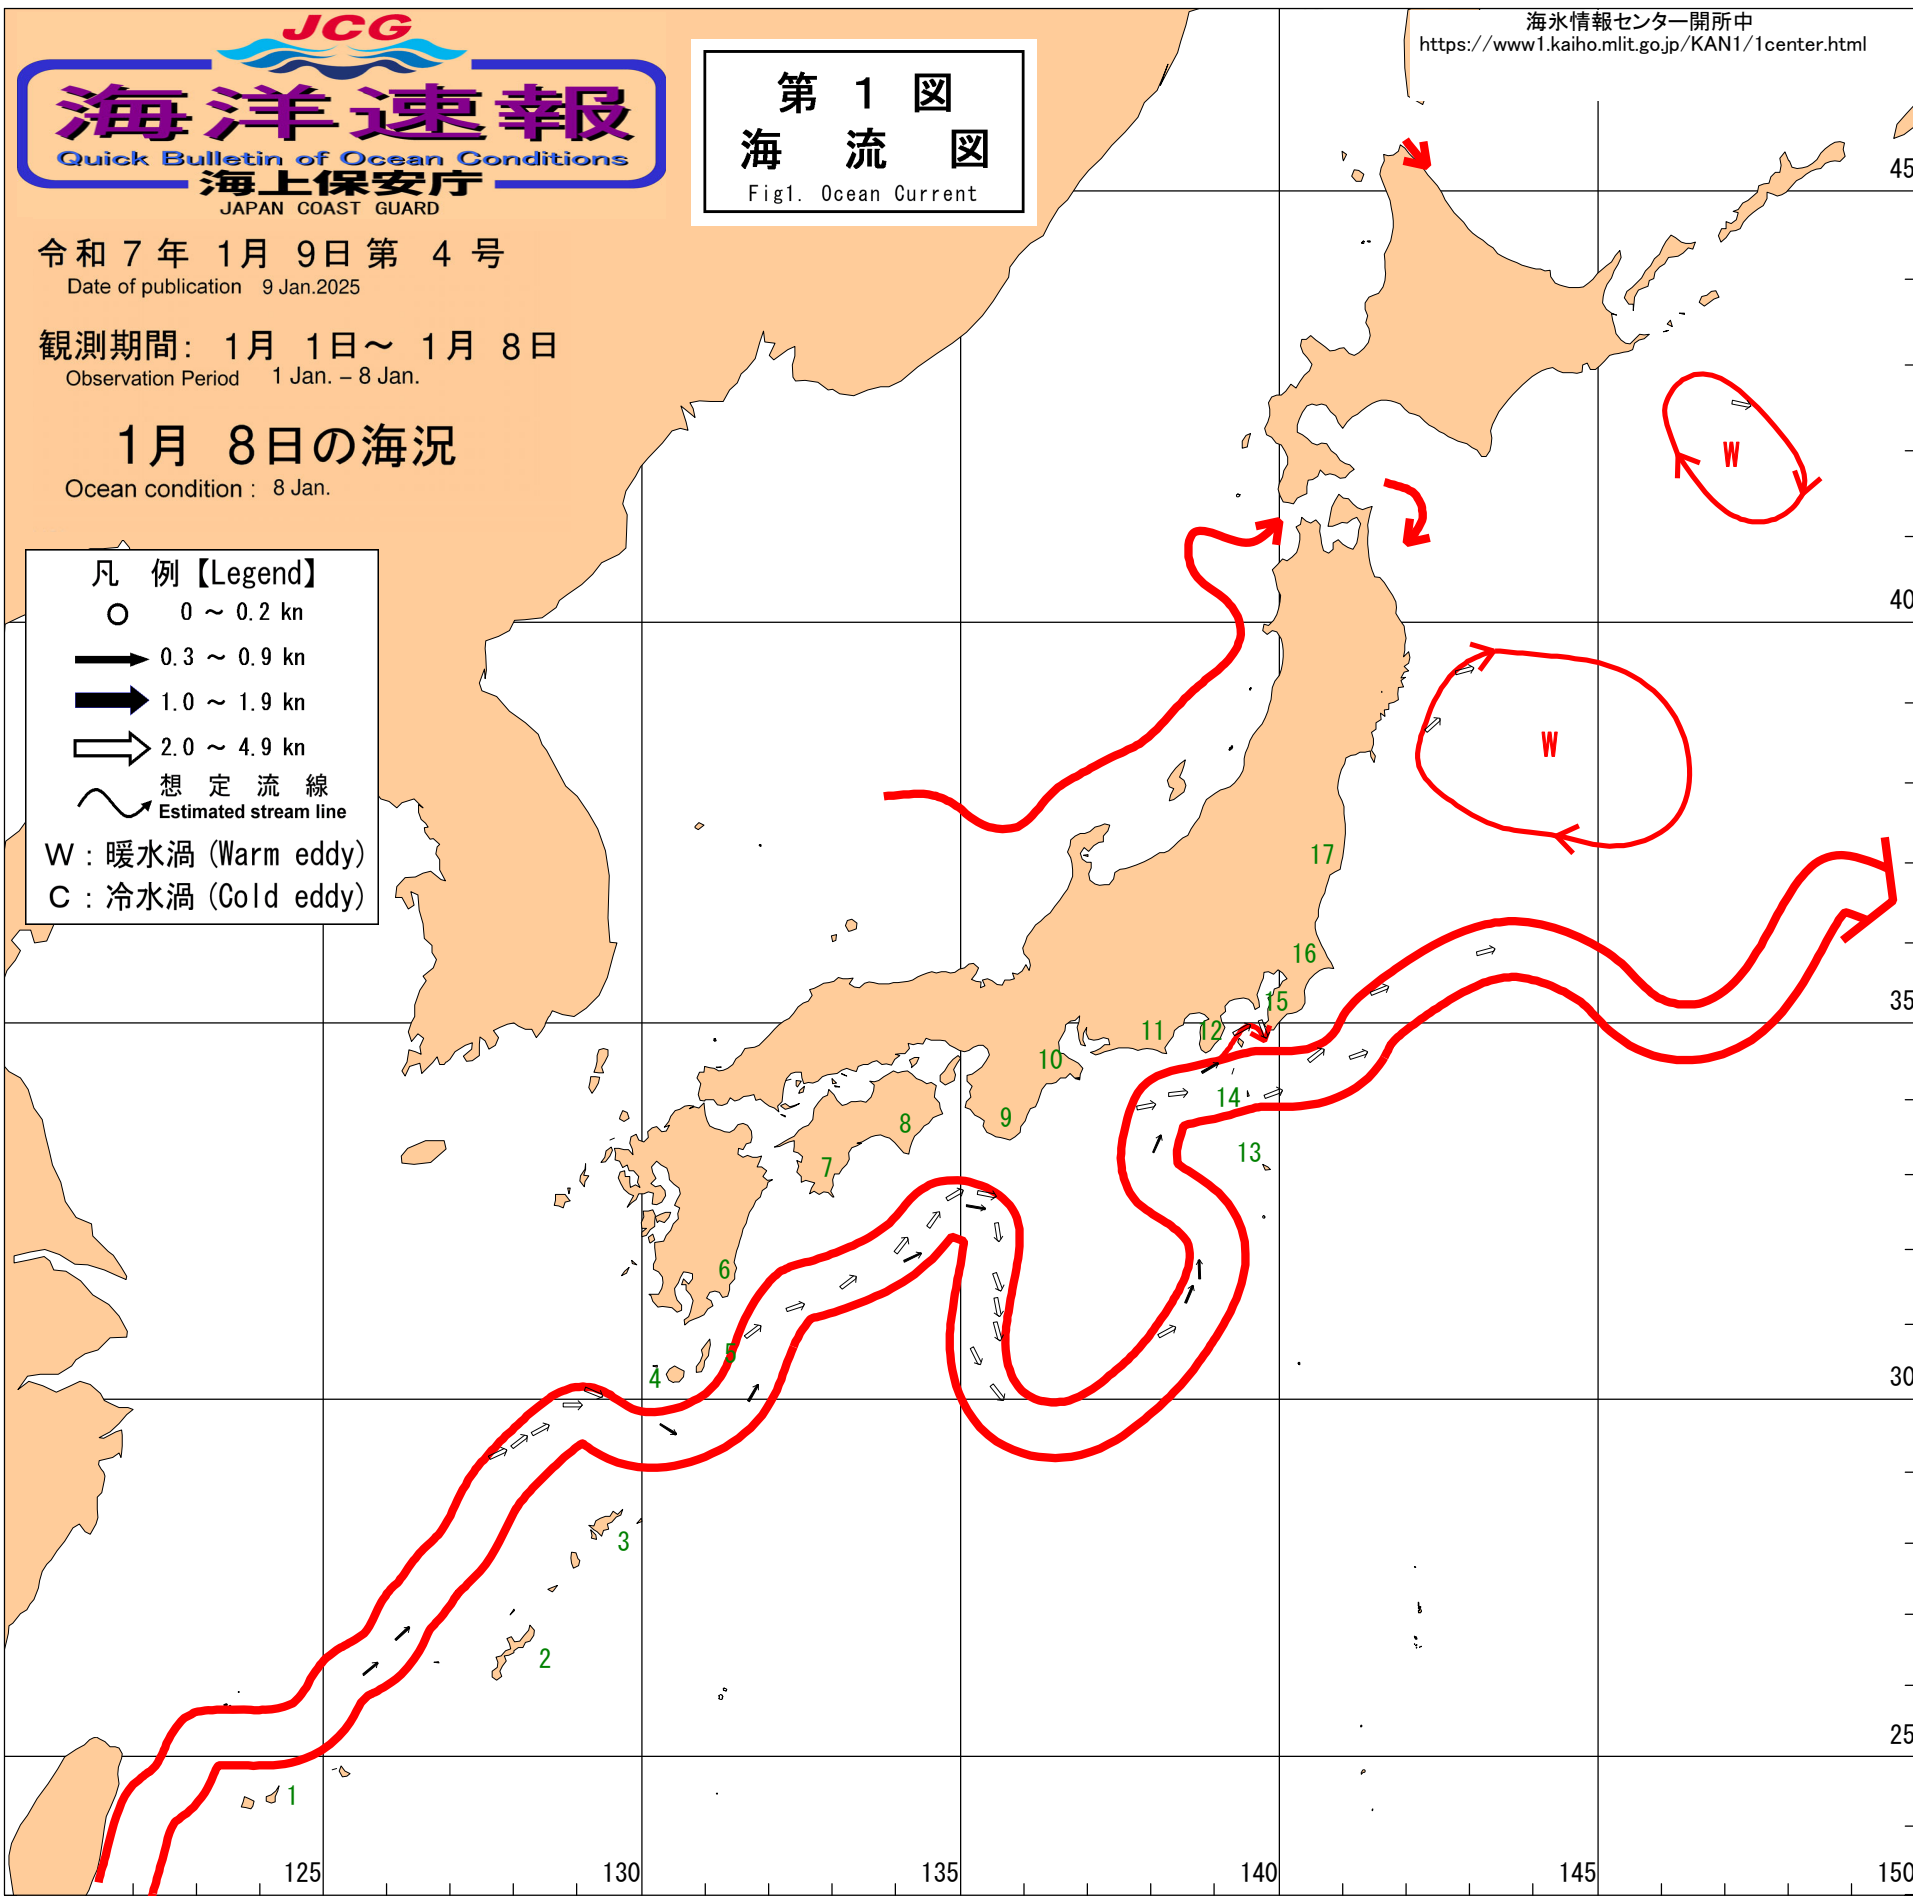 JCG
海洋速報
Quick Bulletin of Ocean Conditions
海上保安庁
JAPAN COAST GUARD
第 1 図
海 流 図
Fig1. Ocean Current
海氷情報センター開所中
https://www1.kaiho.mlit.go.jp/KAN1/1center.html
令和 7 年 1月 9日 第 4 号
Date of publication 9 Jan.2025
観測期間: 1月 1日～ 1月 8日
Observation Period 1 Jan. – 8 Jan.
1月 8日の海況
Ocean condition : 8 Jan.
凡 例【Legend】
0 ～ 0.2 kn
0.3 ～ 0.9 kn
1.0 ～ 1.9 kn
2.0 ～ 4.9 kn
想 定 流 線
Estimated stream line
W : 暖水渦 (Warm eddy)
C : 冷水渦 (Cold eddy)
45
W
40
W
17
16
35
15
12
11
10
14
9
8
13
7
6
5
4
30
3
2
25
1
125
130
135
140
145
150